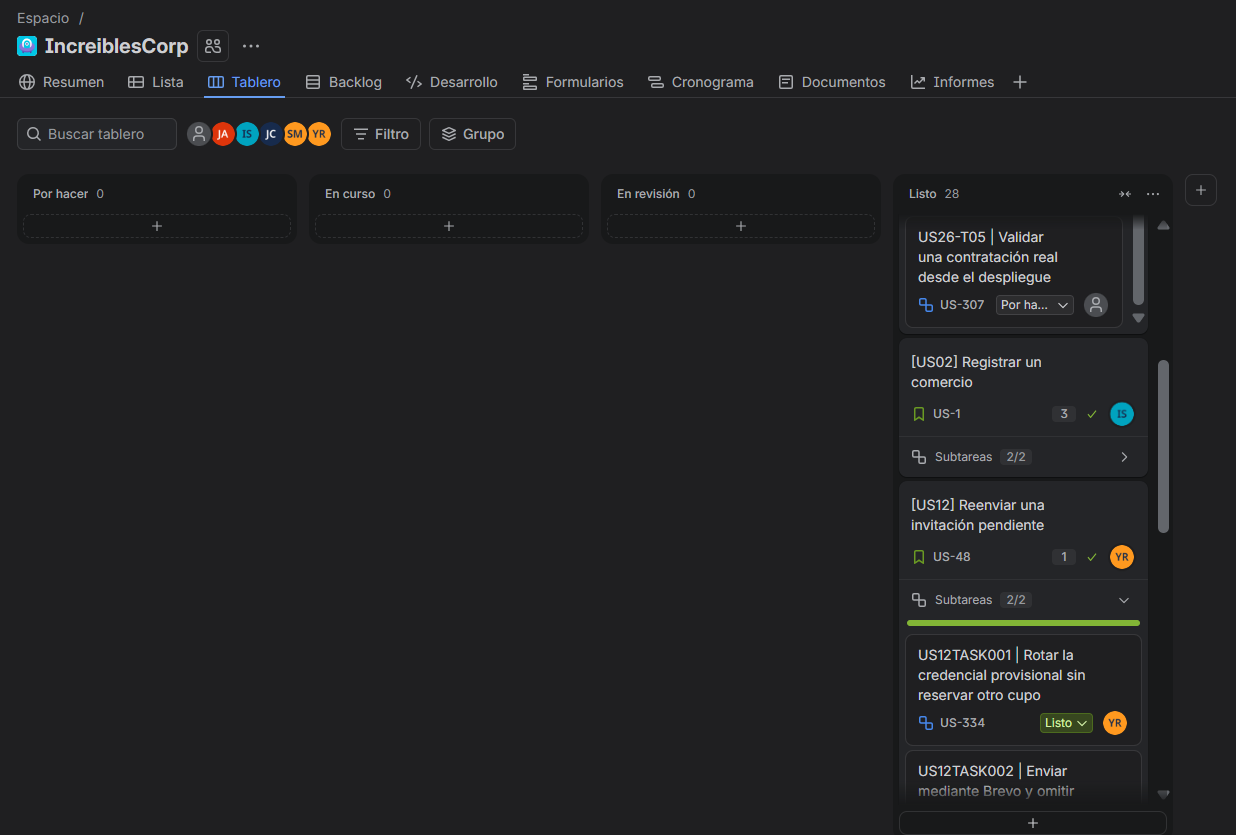 Espacio /
IncreiblesCorp
Resumen
Lista
Tablero
Backlog
Desarrollo
Formularios
Cronograma
Documentos
Informes
Buscar tablero
JA
IS
JC
SM
YR
Filtro
Grupo
Por hacer 0
En curso 0
En revisión 0
Listo 28
US26-T05 | Validar
una contratación real
desde el despliegue
US-307
Por ha...
[US02] Registrar un
comercio
US-1
3
IS
Subtareas 2/2
[US12] Reenviar una
invitación pendiente
US-48
1
YR
Subtareas 2/2
US12TASK001 | Rotar la
credencial provisional sin
reservar otro cupo
US-334
Listo
YR
US12TASK002 | Enviar
mediante Brevo y omitir